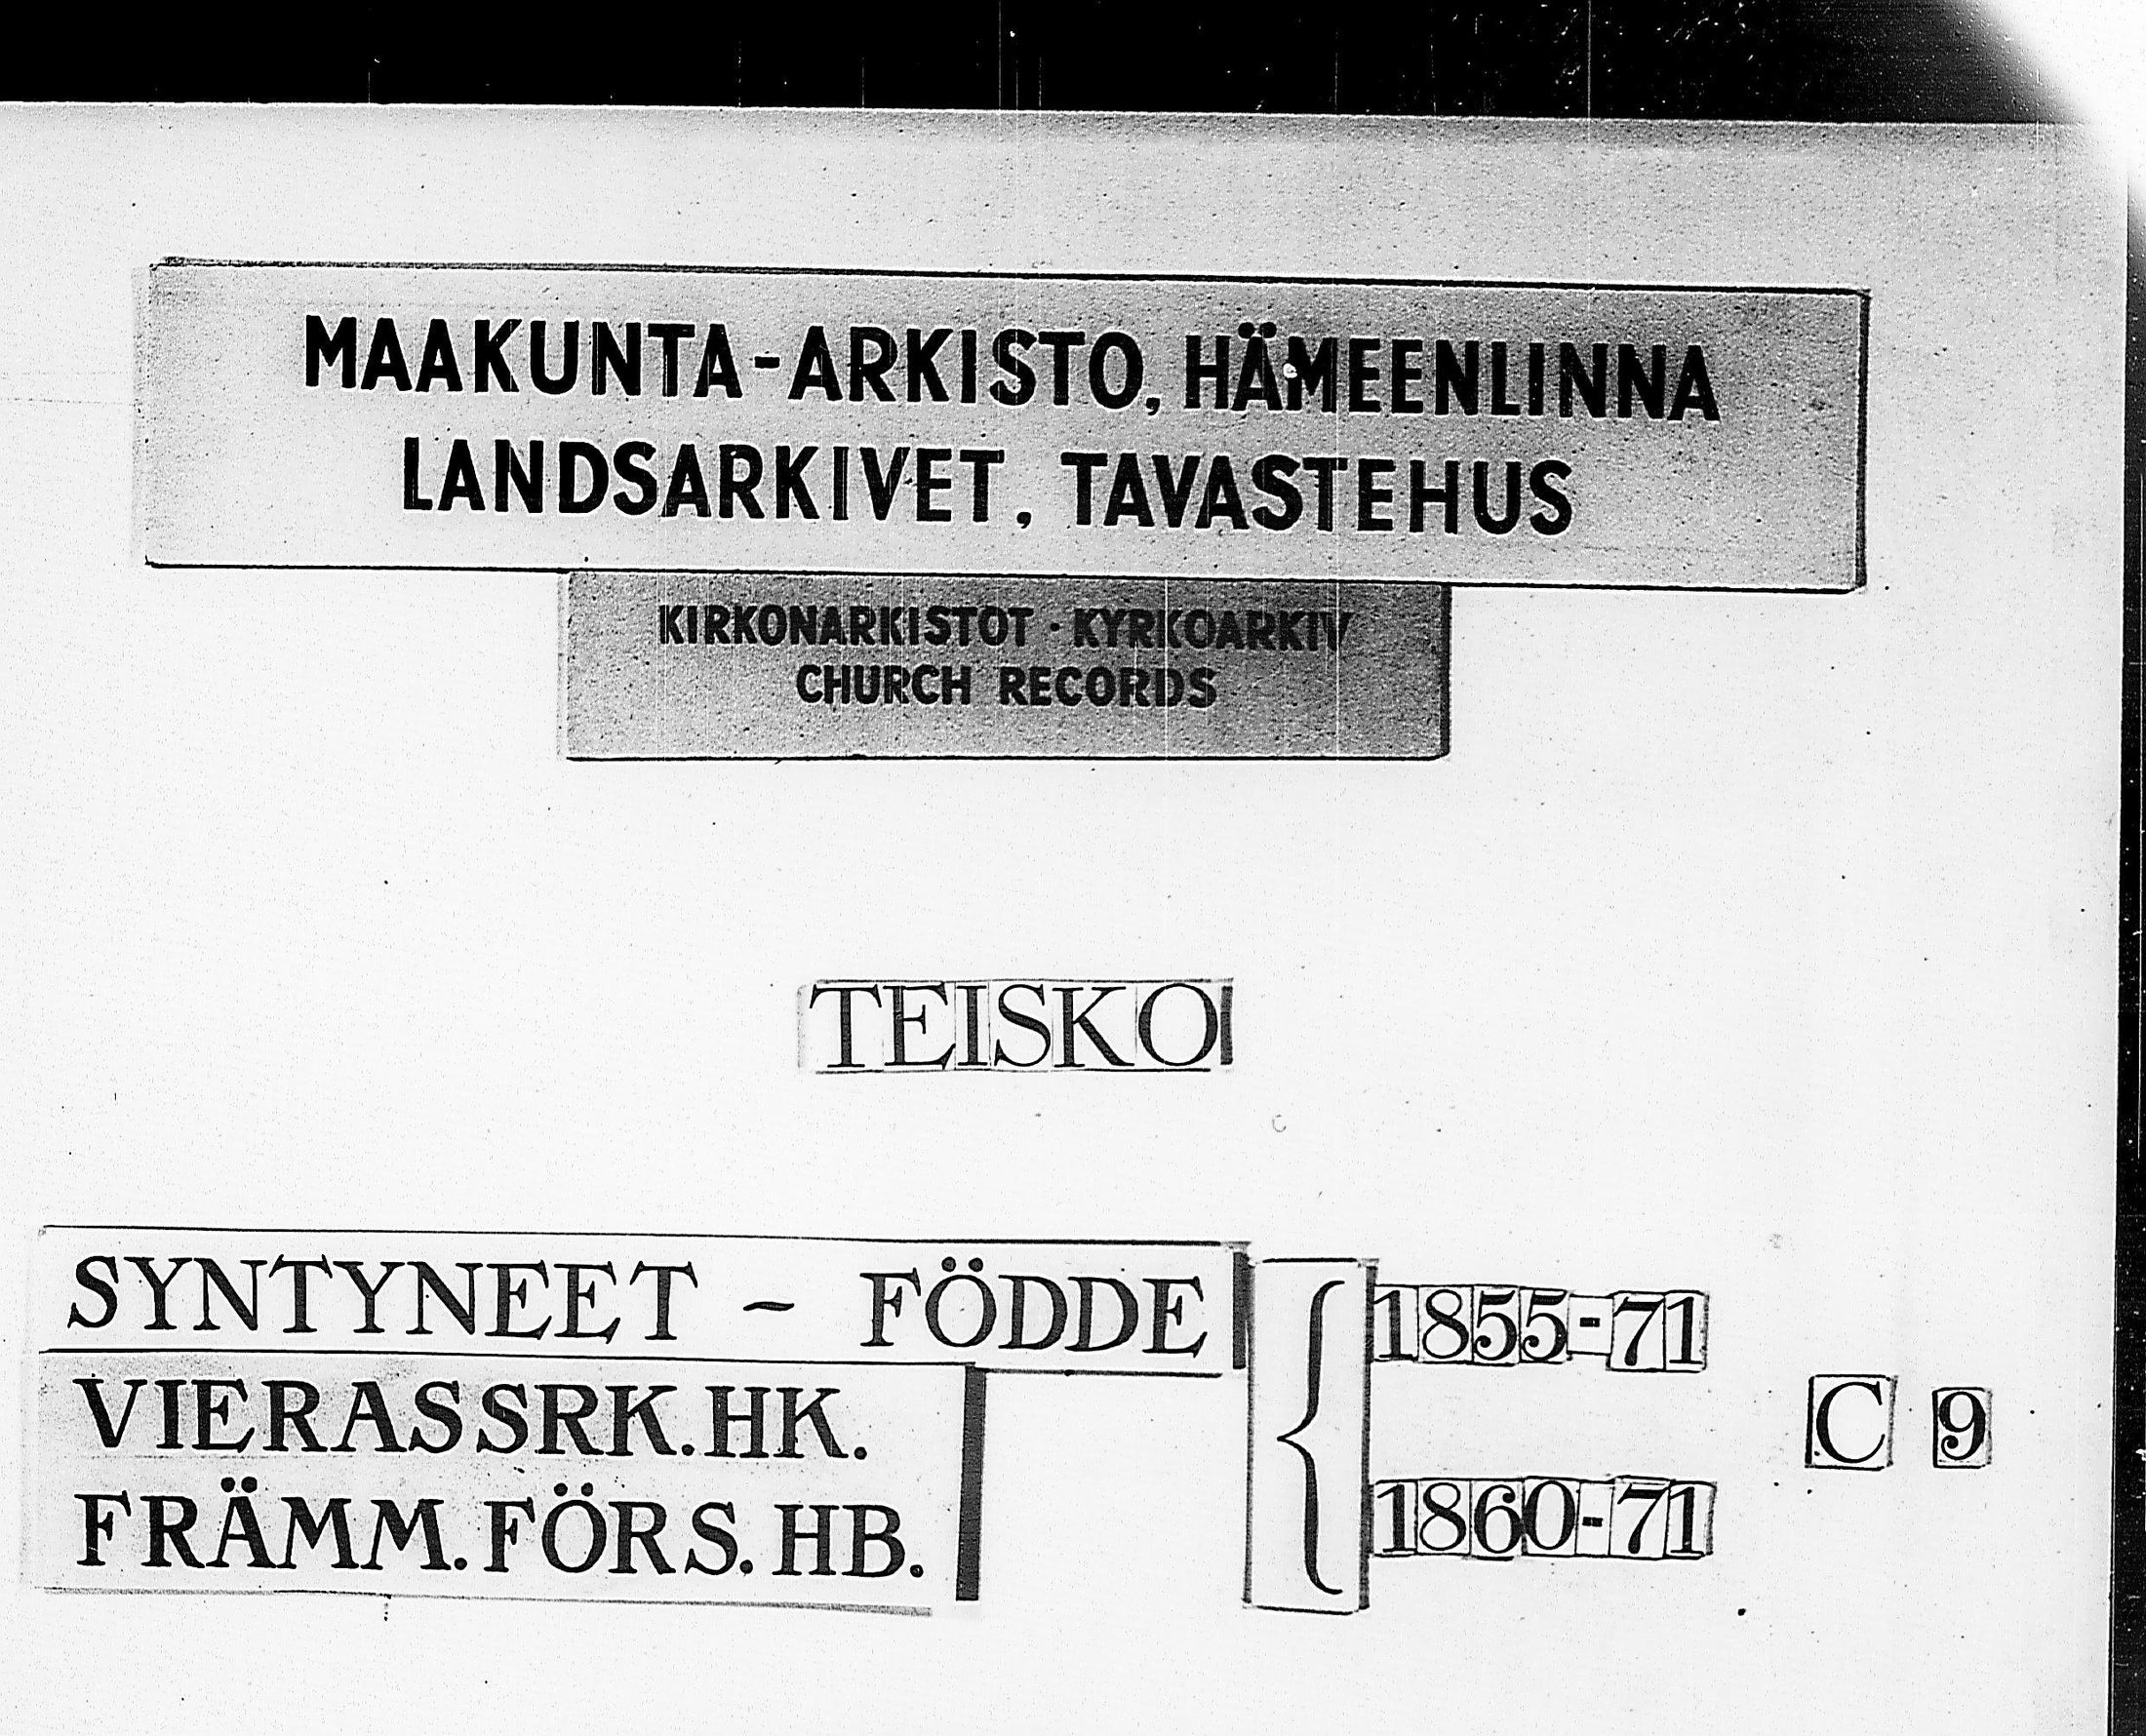 MAAKUNTA-ARKISTO, HÄMEENLINNA
LANDSARKIVET, TAVASTEHUS
KIRKONARKISTOT · KYRKOARKIV
CHURCH RECORDS
TEISKO
SYNTYNEET - FÖDDE { 1855-71
VIERASSRK.HK. C 9
FRÄMM.FÖRS.HB. 1860-71